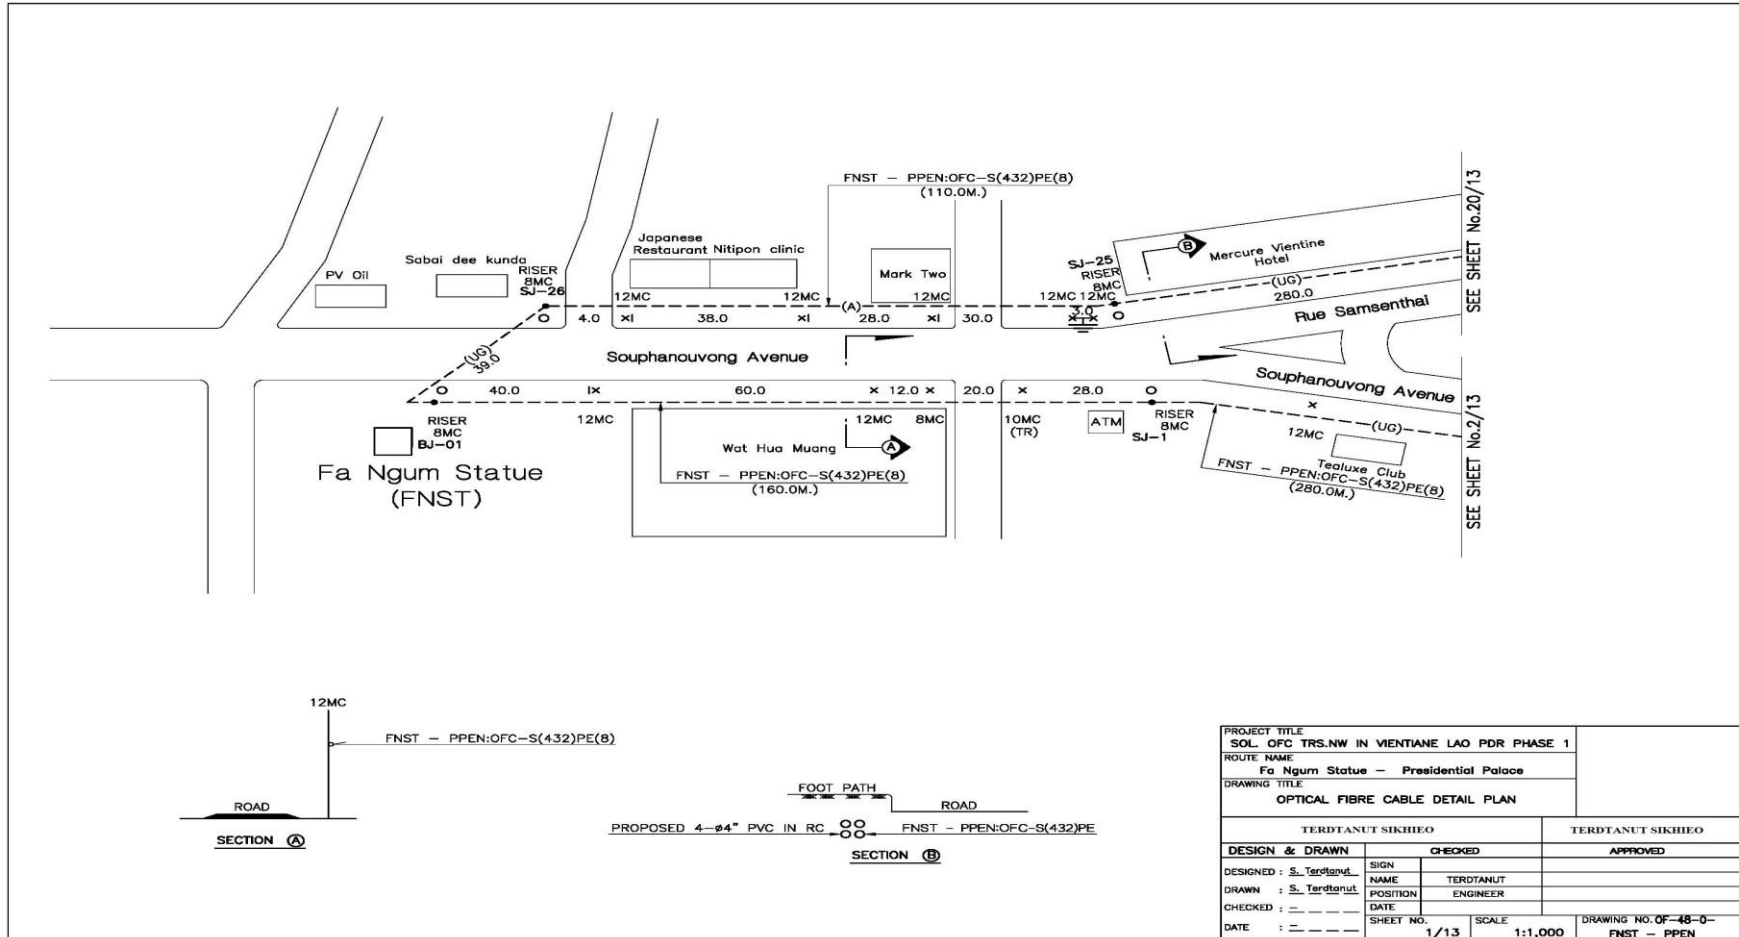 FNST - PPEN:OFC-S(432)PE(8)
(110.0M.)
SEE SHEET No.20/13
Japanese
Restaurant Nitipon clinic
Sabai dee kunda
PV Oil
RISER
8MC
SJ-26
Mark Two
SJ-25
RISER
8MC
B
Mercure Vientine
Hotel
12MC 12MC (A) 12MC 12MC 12MC
(UG)
280.0
O 4.0 ×I 38.0 ×I 28.0 ×I 30.0 3.0 × × O
Rue Samsenthai
(UG)
39.0
Souphanouvong Avenue
Souphanouvong Avenue
O 40.0 I× 60.0 × 12.0 × 20.0 × 28.0 O ×
RISER
8MC
BJ-01
12MC 12MC 8MC 10MC
(TR)
ATM
RISER
8MC
SJ-1
(UG)
12MC
Wat Hua Muang A
Tealuxe Club
Fa Ngum Statue
(FNST)
FNST - PPEN:OFC-S(432)PE(8)
(160.0M.)
FNST - PPEN:OFC-S(432)PE(8)
(280.0M.)
SEE SHEET No.2/13
12MC
FNST - PPEN:OFC-S(432)PE(8)
ROAD
SECTION A
FOOT PATH
ROAD
PROPOSED 4-ø4" PVC IN RC
FNST - PPEN:OFC-S(432)PE
SECTION B
PROJECT TITLE
SOL. OFC TRS.NW IN VIENTIANE LAO PDR PHASE 1
ROUTE NAME
Fa Ngum Statue - Presidential Palace
DRAWING TITLE
OPTICAL FIBRE CABLE DETAIL PLAN
TERDTANUT SIKHIEO TERDTANUT SIKHIEO
DESIGN & DRAWN CHECKED APPROVED
DESIGNED : S. Terdtanut
DRAWN : S. Terdtanut
CHECKED : -
DATE : -
SIGN
NAME TERDTANUT
POSITION ENGINEER
DATE
SHEET NO. 1/13
SCALE 1:1,000
DRAWING NO. OF-48-0-
FNST - PPEN